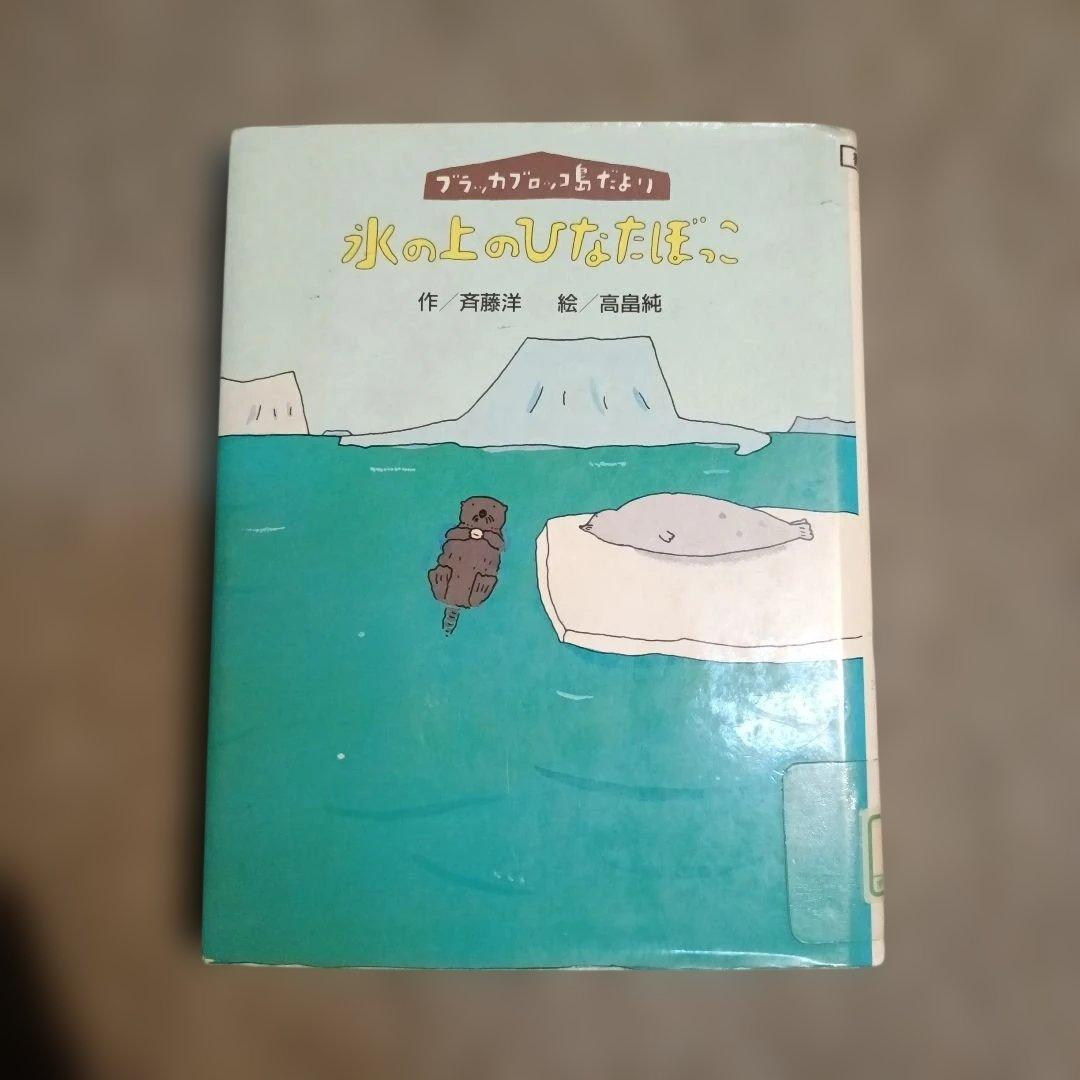 ブラッカブロッコ島だより
氷の上のひなたぼっこ
作／斉藤洋 絵／高畠純